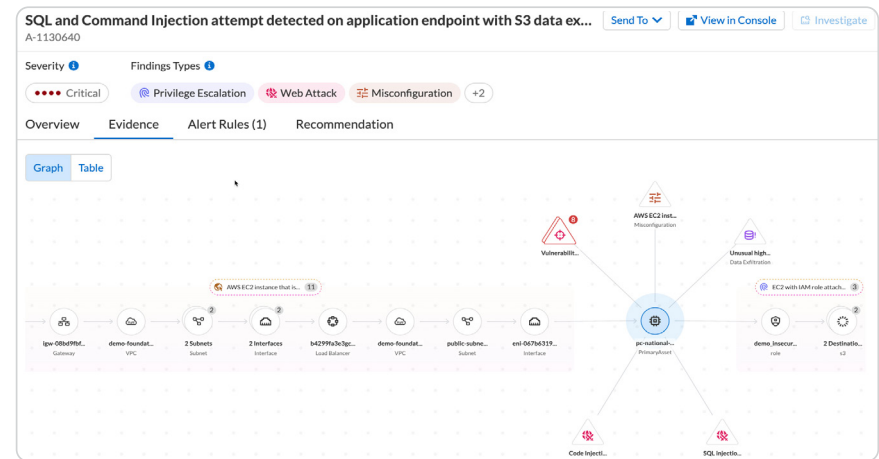 SQL and Command Injection attempt detected on application endpoint with S3 data ex...
Send To
View in Console
Investigate
A-1130640
Severity
Findings Types
Critical
Privilege Escalation
Web Attack
Misconfiguration
+2
Overview
Evidence
Alert Rules (1)
Recommendation
Graph
Table
8
AWS EC2 inst...
Misconfiguration
Vulnerabilit...
Unusual high...
Data Exfiltration
AWS EC2 instance that is... 11
EC2 with IAM role attach... 3
2
2
2
igw-08bd9fbf...
Gateway
demo-foundat...
VPC
2 Subnets
Subnet
2 Interfaces
Interface
b4299fa3e3gc...
Load Balancer
demo-foundat...
VPC
public-subne...
Subnet
eni-067b6319...
Interface
pc-national-...
PrimaryAsset
demo_insecur...
role
2 Destinatio...
s3
Code Injecti...
SQL Injectio...